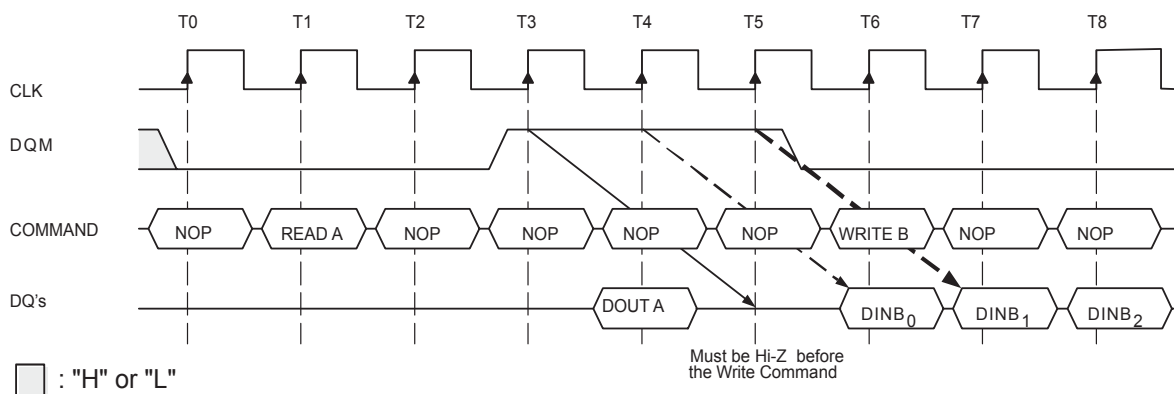 T0 T1 T2 T3 T4 T5 T6 T7 T8
CLK
DQM
COMMAND NOP READ A NOP NOP NOP NOP WRITE B NOP NOP
DQ's DOUT A DINB0 DINB1 DINB2
Must be Hi-Z before
the Write Command
: "H" or "L"